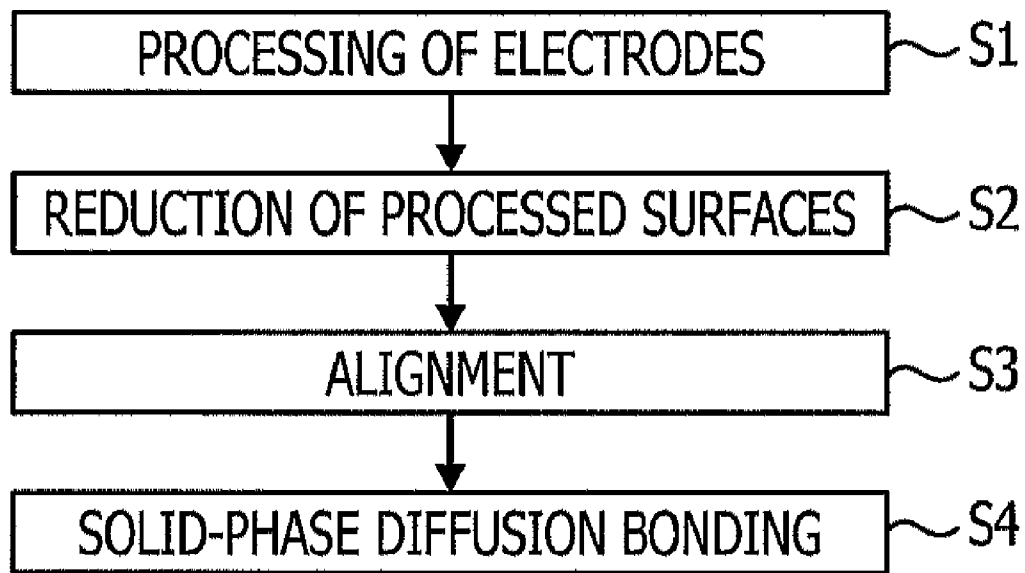 PROCESSING OF ELECTRODES S1
REDUCTION OF PROCESSED SURFACES S2
ALIGNMENT S3
SOLID-PHASE DIFFUSION BONDING S4